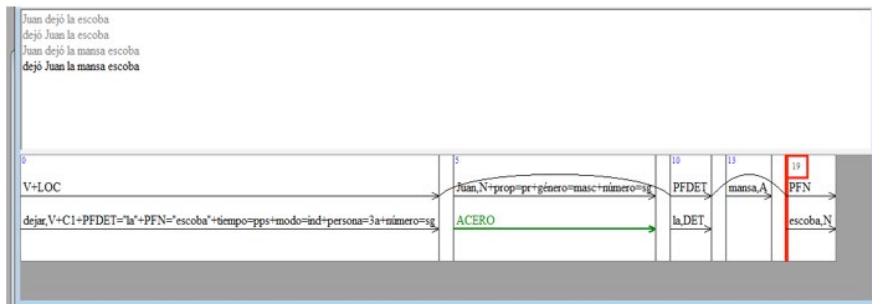 Juan dejó la escoba
dejó Juan la escoba
Juan dejó la mansa escoba
dejó Juan la mansa escoba
0 5 10 13 19
V+LOC Juan,N+prop=pr+género=masc+número=sg PFDET mansa,A PFN
dejar,V+C1+PFDET="la"+PFN="escoba"+tiempo=pps+modo=ind+persona=3a+número=sg ACERO la,DET escoba,N